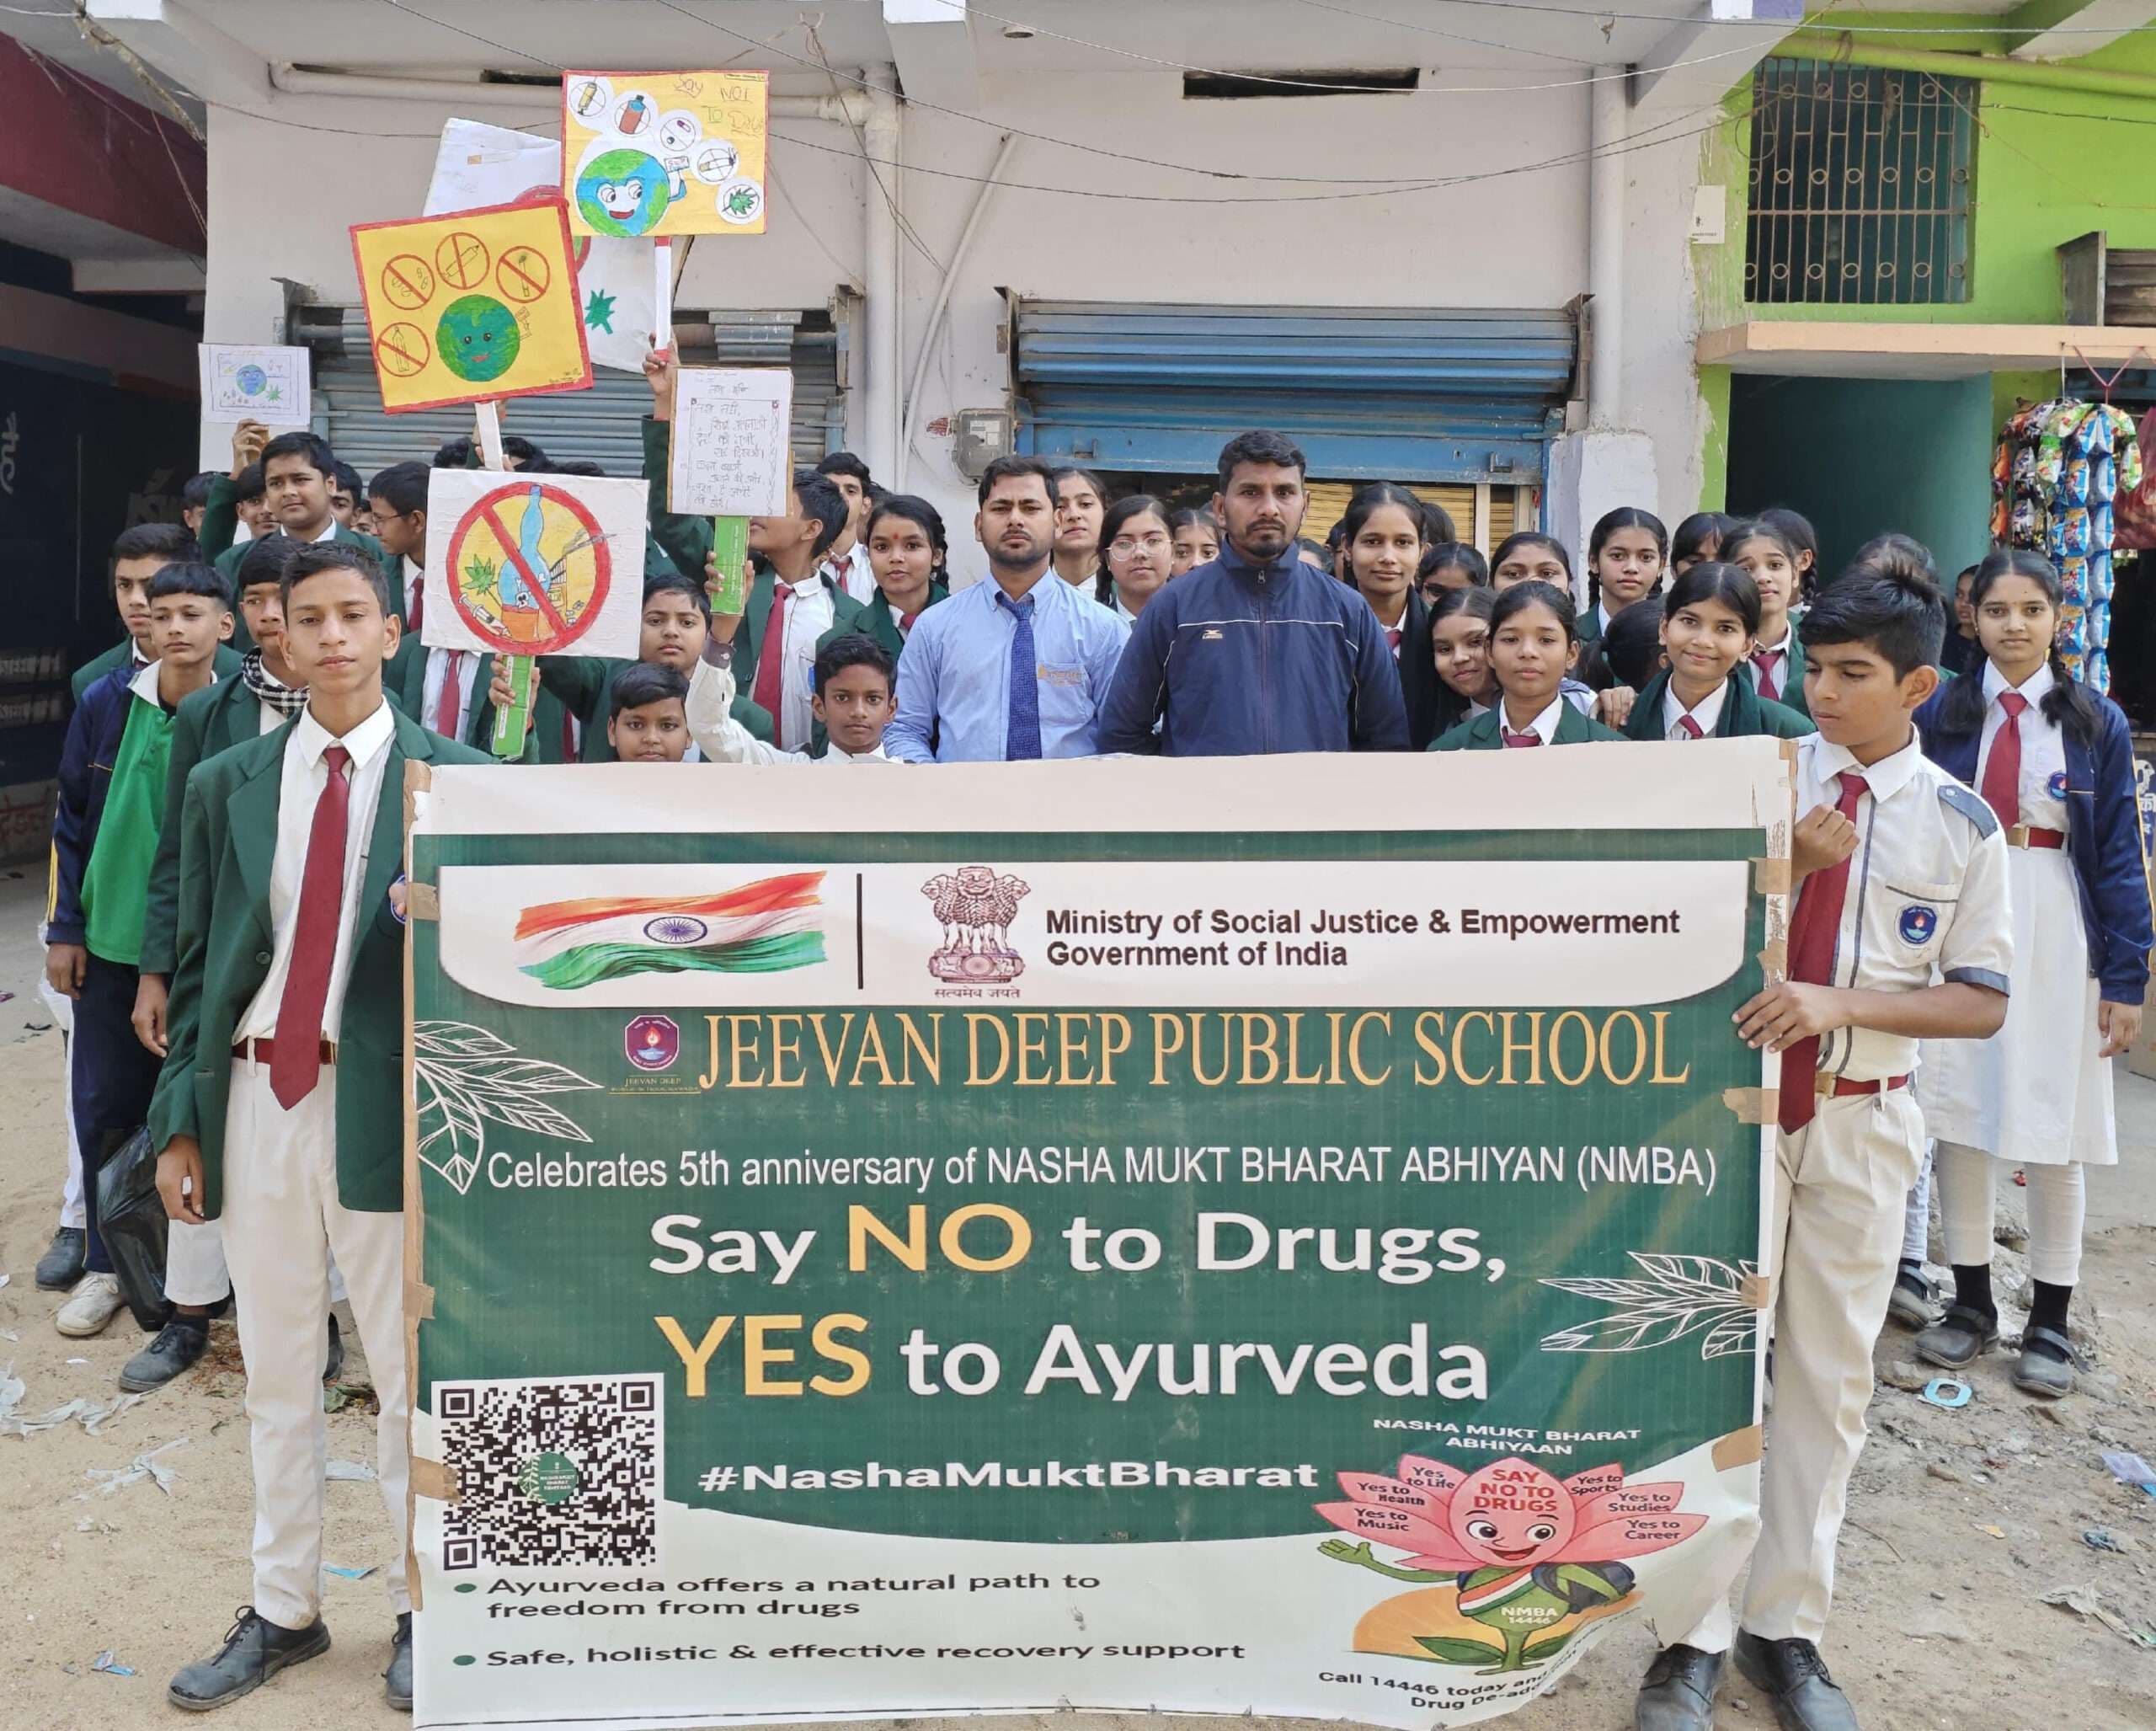 Say NO!
To Drugs
Ministry of Social Justice & Empowerment
Government of India
सत्यमेव जयते
JEEVAN DEEP
JEEVAN DEEP PUBLIC SCHOOL
Celebrates 5th anniversary of NASHA MUKT BHARAT ABHIYAN (NMBA)
Say NO to Drugs,
YES to Ayurveda
#NashaMuktBharat
NASHA MUKT BHARAT
ABHIYAAN
SAY
NO TO
DRUGS
Yes
to Life
Yes to
Health
Yes to
Music
Yes to
Sports
Yes to
Studies
Yes to
Career
NMBA
14446
Ayurveda offers a natural path to
freedom from drugs
Safe, holistic & effective recovery support
Call 14446 today
Drug